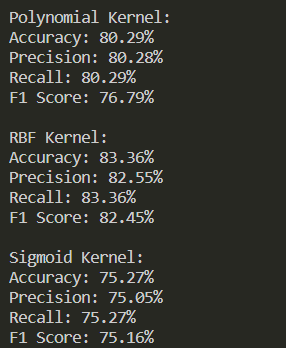 Polynomial Kernel:
Accuracy: 80.29%
Precision: 80.28%
Recall: 80.29%
F1 Score: 76.79%

RBF Kernel:
Accuracy: 83.36%
Precision: 82.55%
Recall: 83.36%
F1 Score: 82.45%

Sigmoid Kernel:
Accuracy: 75.27%
Precision: 75.05%
Recall: 75.27%
F1 Score: 75.16%